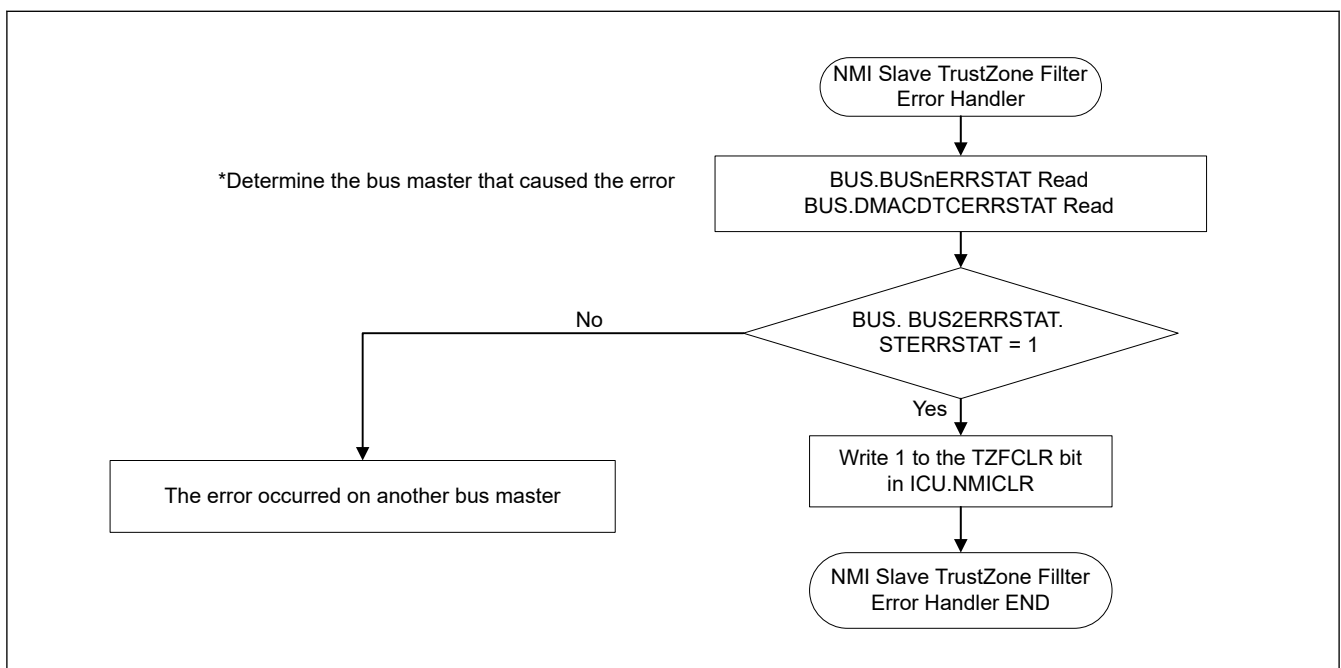 NMI Slave TrustZone Filter
Error Handler
*Determine the bus master that caused the error
BUS.BUSnERRSTAT Read
BUS.DMACDTCERRSTAT Read
BUS. BUS2ERRSTAT.
STERRSTAT = 1
No
Yes
The error occurred on another bus master
Write 1 to the TZFCLR bit
in ICU.NMICLR
NMI Slave TrustZone Fillter
Error Handler END